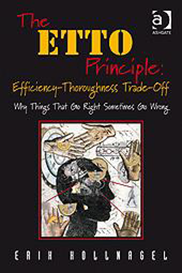 The
ETTO
Principle:
Efficiency-Thoroughness Trade-Off
Why Things That Go Right Sometimes Go Wrong
ERIK HOLLNAGEL
ASHGATE